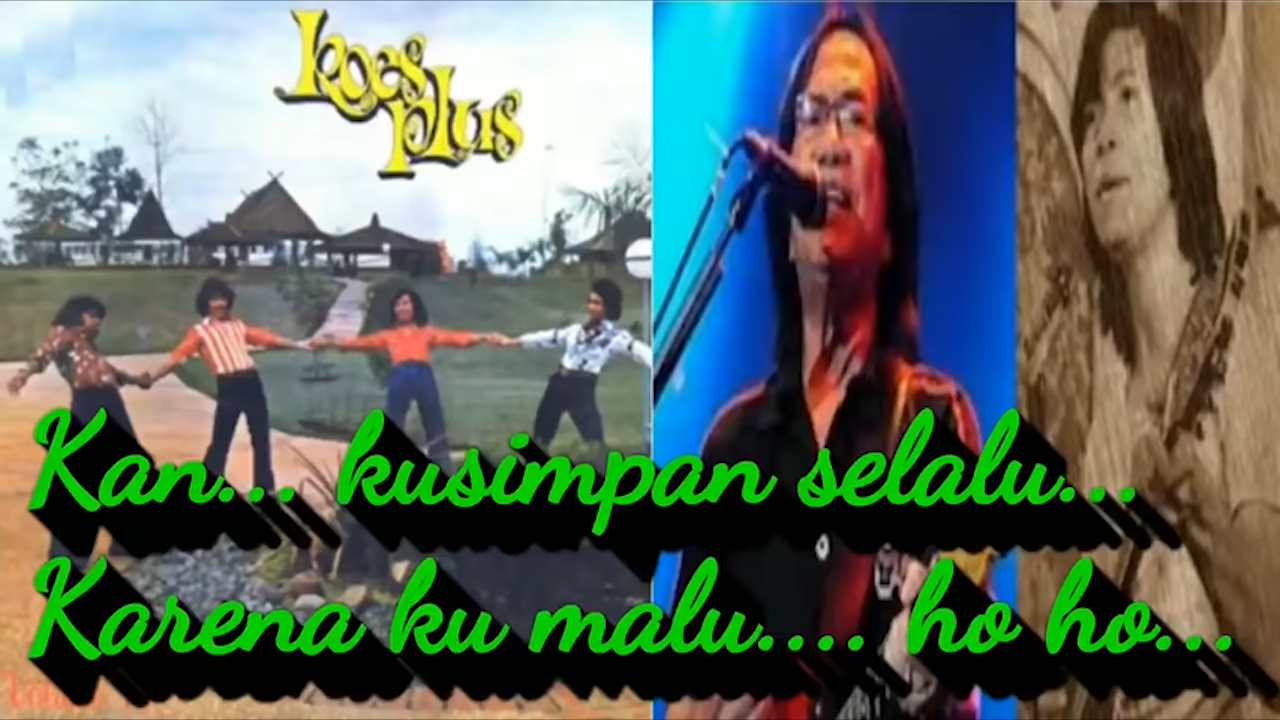 Koes
plus
Kan... kusimpan selalu...
Karena ku malu.... ho ho...